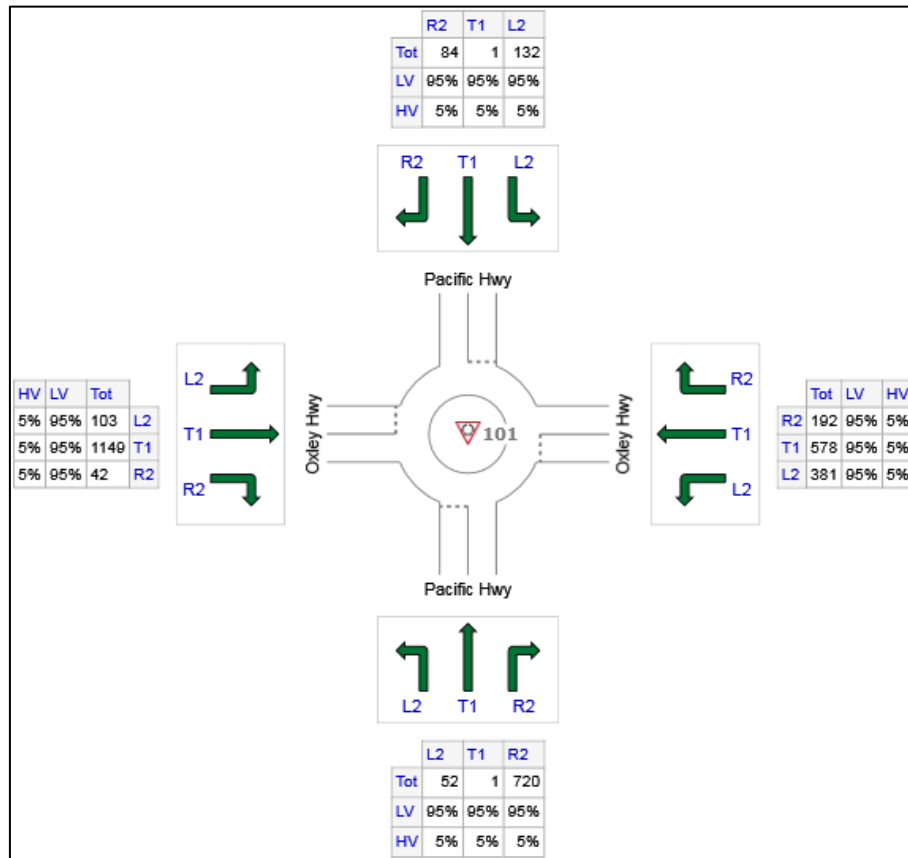 R2 T1 L2
Tot 84 1 132
LV 95% 95% 95%
HV 5% 5% 5%
R2 T1 L2
Pacific Hwy
HV LV Tot
5% 95% 103 L2
5% 95% 1149 T1
5% 95% 42 R2
L2
T1
R2
Oxley Hwy
101
Oxley Hwy
R2
T1
L2
Tot LV HV
R2 192 95% 5%
T1 578 95% 5%
L2 381 95% 5%
Pacific Hwy
L2 T1 R2
L2 T1 R2
Tot 52 1 720
LV 95% 95% 95%
HV 5% 5% 5%